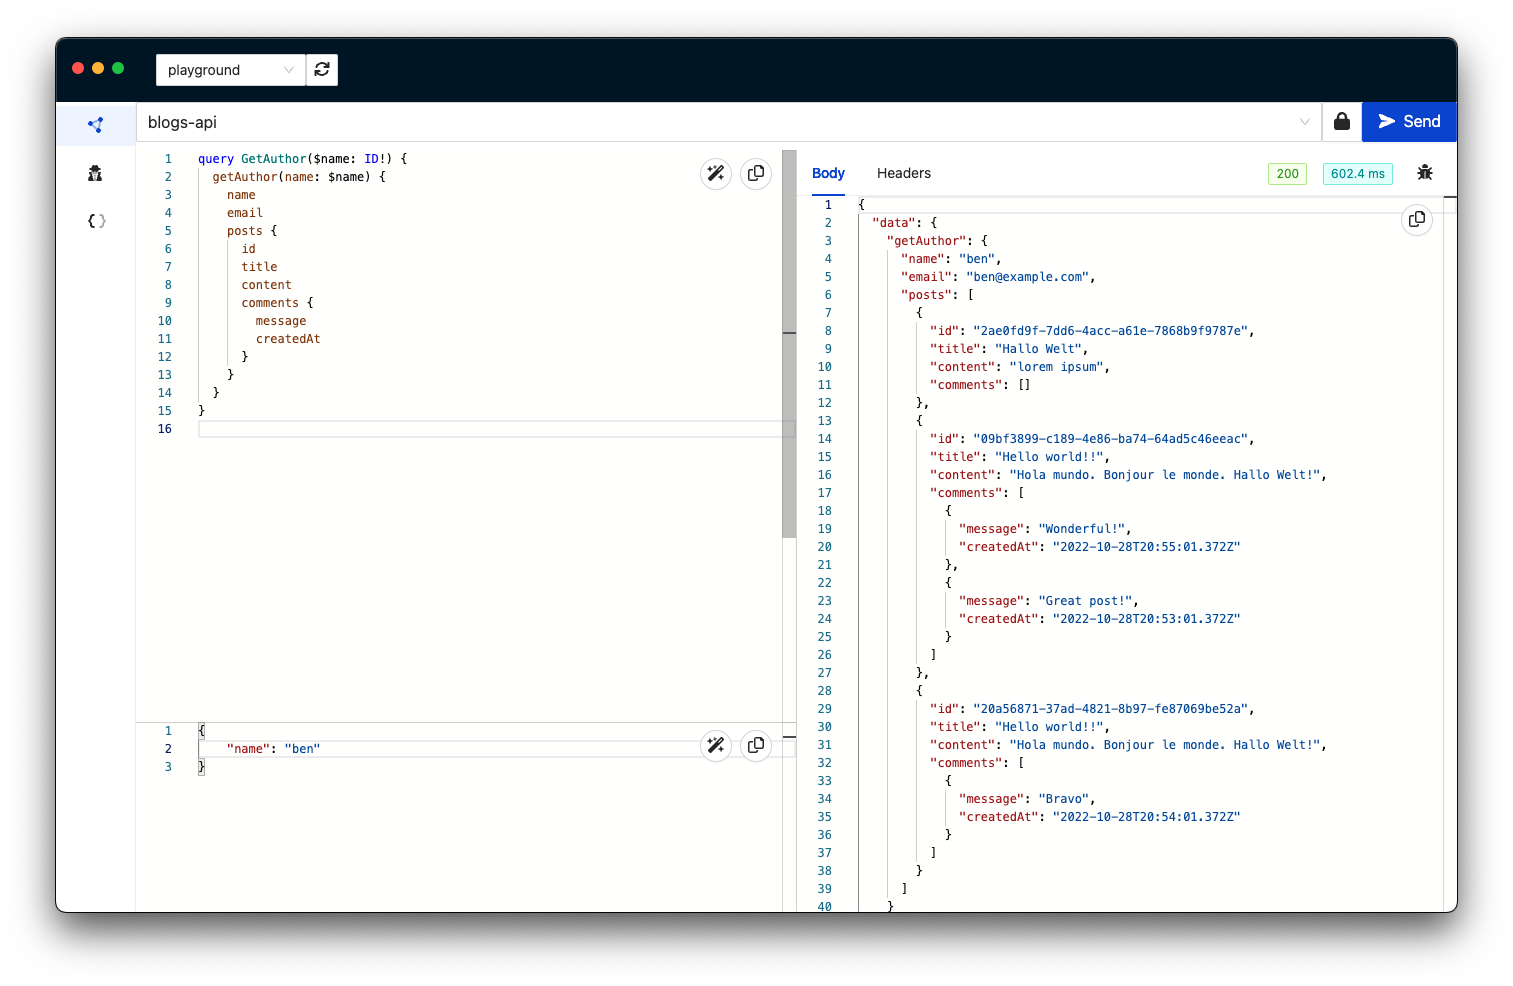 playground
blogs-api
Send
1 query GetAuthor($name: ID!) {
2 getAuthor(name: $name) {
3 name
4 email
5 posts {
6 id
7 title
8 content
9 comments {
10 message
11 createdAt
12 }
13 }
14 }
15 }
16
1 {
2 "name": "ben"
3 }
Body Headers 200 602.4 ms
1 {
2 "data": {
3 "getAuthor": {
4 "name": "ben",
5 "email": "ben@example.com",
6 "posts": [
7 {
8 "id": "2ae0fd9f-7dd6-4acc-a61e-7868b9f9787e",
9 "title": "Hallo Welt",
10 "content": "lorem ipsum",
11 "comments": []
12 },
13 {
14 "id": "09bf3899-c189-4e86-ba74-64ad5c46eeac",
15 "title": "Hello world!!",
16 "content": "Hola mundo. Bonjour le monde. Hallo Welt!",
17 "comments": [
18 {
19 "message": "Wonderful!",
20 "createdAt": "2022-10-28T20:55:01.372Z"
21 },
22 {
23 "message": "Great post!",
24 "createdAt": "2022-10-28T20:53:01.372Z"
25 }
26 ]
27 },
28 {
29 "id": "20a56871-37ad-4821-8b97-fe87069be52a",
30 "title": "Hello world!!",
31 "content": "Hola mundo. Bonjour le monde. Hallo Welt!",
32 "comments": [
33 {
34 "message": "Bravo",
35 "createdAt": "2022-10-28T20:54:01.372Z"
36 }
37 ]
38 }
39 ]
40 }